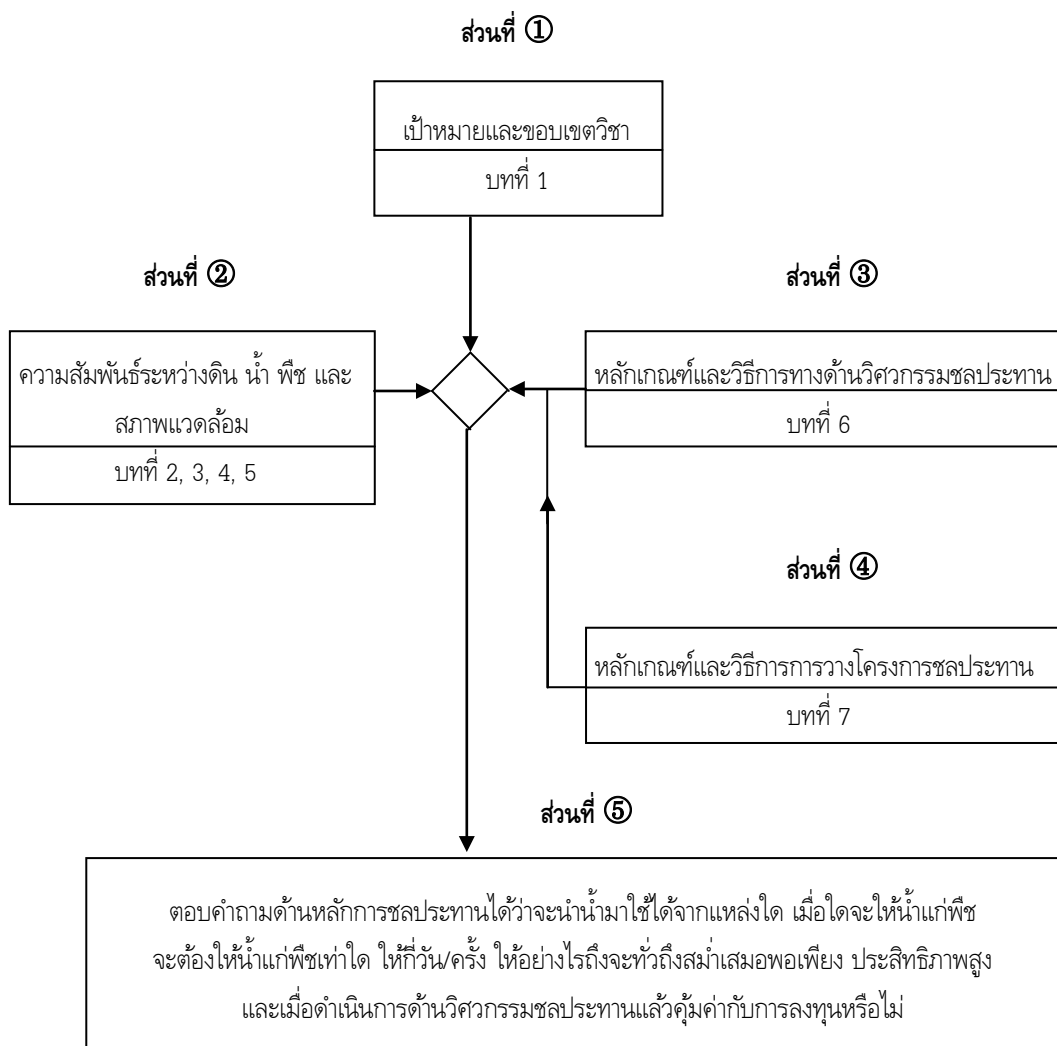 ส่วนที่ ①
เป้าหมายและขอบเขตวิชา
บทที่ 1
ส่วนที่ ②
ความสัมพันธ์ระหว่างดิน น้ำ พืช และ
สภาพแวดล้อม
บทที่ 2, 3, 4, 5
ส่วนที่ ③
หลักเกณฑ์และวิธีการทางด้านวิศวกรรมชลประทาน
บทที่ 6
ส่วนที่ ④
หลักเกณฑ์และวิธีการการวางโครงการชลประทาน
บทที่ 7
ส่วนที่ ⑤
ตอบคำถามด้านหลักการชลประทานได้ว่าจะนำน้ำมาใช้ได้จากแหล่งใด เมื่อใดจะให้น้ำแก่พืช
จะต้องให้น้ำแก่พืชเท่าใด ให้กี่วัน/ครั้ง ให้อย่างไรถึงจะทั่วถึงสม่ำเสมอพอเพียง ประสิทธิภาพสูง
และเมื่อดำเนินการด้านวิศวกรรมชลประทานแล้วคุ้มค่ากับการลงทุนหรือไม่